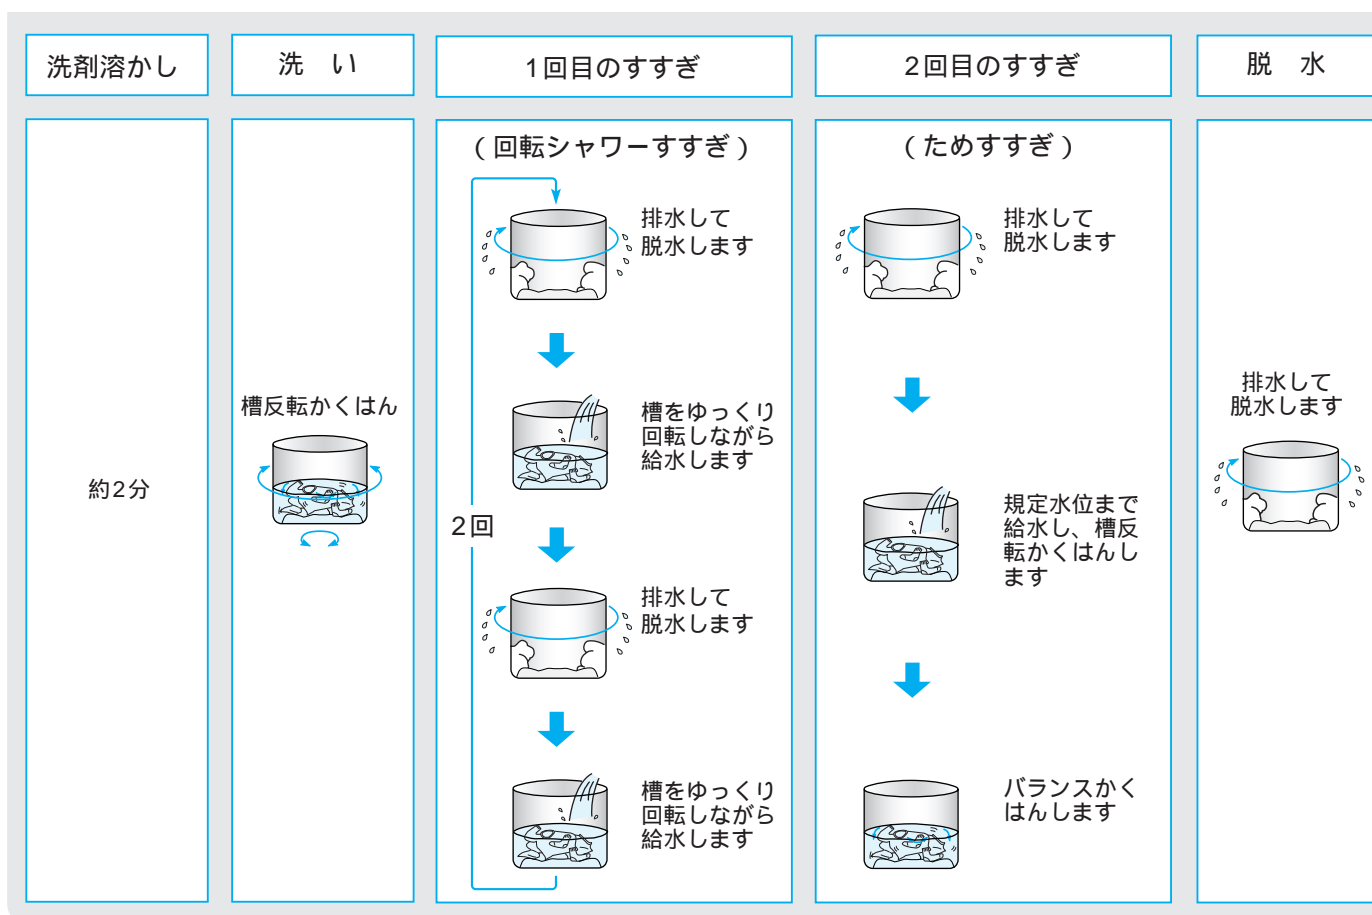 洗剤溶かし
洗 い
1回目のすすぎ
2回目のすすぎ
脱 水
約2分
槽反転かくはん
(回転シャワーすすぎ)
排水して
脱水します
槽をゆっくり
回転しながら
給水します
2回
排水して
脱水します
槽をゆっくり
回転しながら
給水します
(ためすすぎ)
排水して
脱水します
規定水位まで
給水し、槽反
転かくはんし
ます
バランスかく
はんします
排水して
脱水します